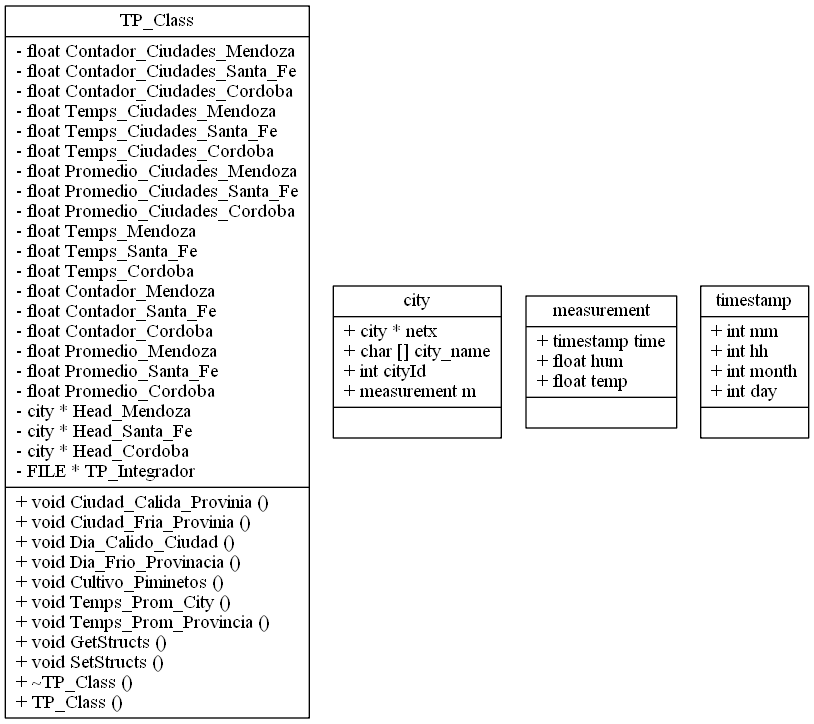 TP_Class
- float Contador_Ciudades_Mendoza
- float Contador_Ciudades_Santa_Fe
- float Contador_Ciudades_Cordoba
- float Temps_Ciudades_Mendoza
- float Temps_Ciudades_Santa_Fe
- float Temps_Ciudades_Cordoba
- float Promedio_Ciudades_Mendoza
- float Promedio_Ciudades_Santa_Fe
- float Promedio_Ciudades_Cordoba
- float Temps_Mendoza
- float Temps_Santa_Fe
- float Temps_Cordoba
- float Contador_Mendoza
- float Contador_Santa_Fe
- float Contador_Cordoba
- float Promedio_Mendoza
- float Promedio_Santa_Fe
- float Promedio_Cordoba
- city * Head_Mendoza
- city * Head_Santa_Fe
- city * Head_Cordoba
- FILE * TP_Integrador
+ void Ciudad_Calida_Provinia ()
+ void Ciudad_Fria_Provinia ()
+ void Dia_Calido_Ciudad ()
+ void Dia_Frio_Provinacia ()
+ void Cultivo_Piminetos ()
+ void Temps_Prom_City ()
+ void Temps_Prom_Provincia ()
+ void GetStructs ()
+ void SetStructs ()
+ ~TP_Class ()
+ TP_Class ()
city
+ city * netx
+ char [] city_name
+ int cityId
+ measurement m
measurement
+ timestamp time
+ float hum
+ float temp
timestamp
+ int mm
+ int hh
+ int month
+ int day